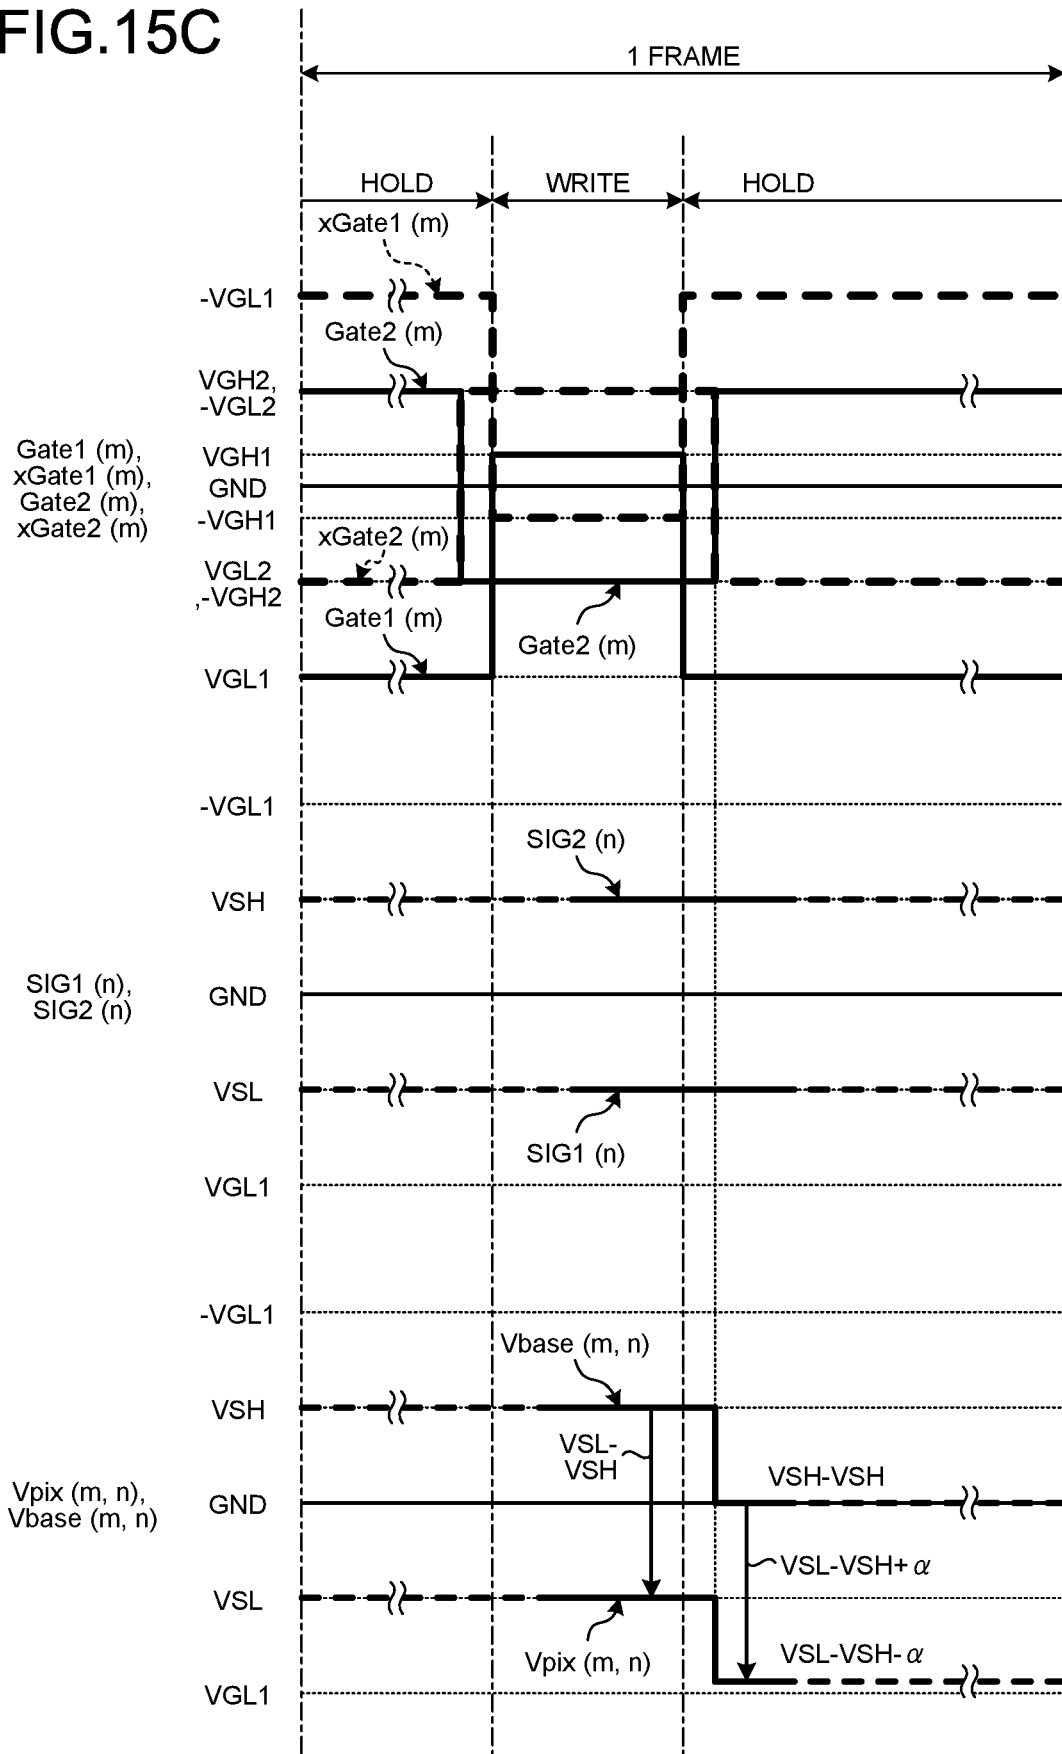 FIG.15C
1 FRAME
HOLD
WRITE
HOLD
xGate1 (m)
-VGL1
Gate2 (m)
VGH2,
-VGL2
Gate1 (m),
xGate1 (m),
Gate2 (m),
xGate2 (m)
VGH1
GND
-VGH1
xGate2 (m)
VGL2
,-VGH2
Gate1 (m)
Gate2 (m)
VGL1
-VGL1
SIG2 (n)
VSH
SIG1 (n),
SIG2 (n)
GND
VSL
SIG1 (n)
VGL1
-VGL1
Vbase (m, n)
VSH
VSL-
VSH
VSH-VSH
Vpix (m, n),
Vbase (m, n)
GND
VSL-VSH+α
VSL
VSL-VSH-α
Vpix (m, n)
VGL1